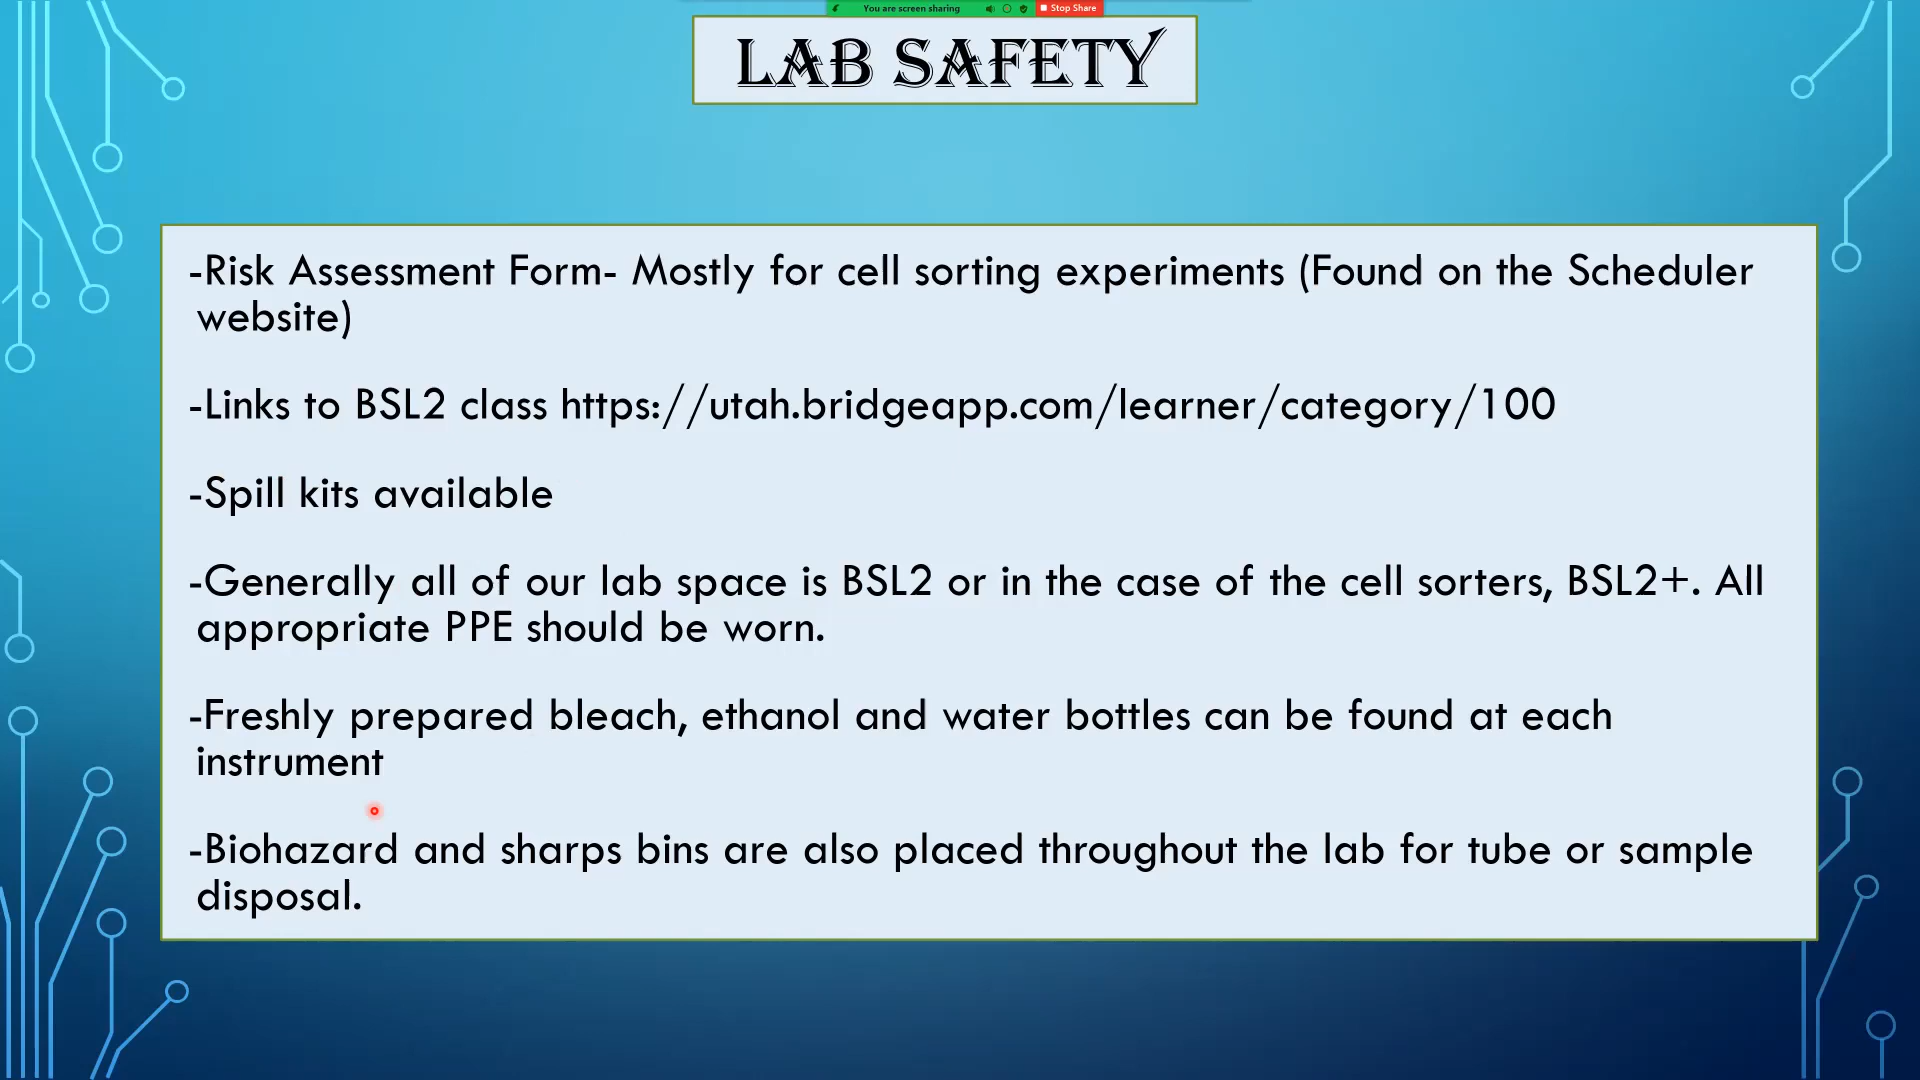 You are screen sharing
Stop Share
LAB SAFETY
-Risk Assessment Form- Mostly for cell sorting experiments (Found on the Scheduler
website)
-Links to BSL2 class https://utah.bridgeapp.com/learner/category/100
-Spill kits available
-Generally all of our lab space is BSL2 or in the case of the cell sorters, BSL2+. All
appropriate PPE should be worn.
-Freshly prepared bleach, ethanol and water bottles can be found at each
instrument
-Biohazard and sharps bins are also placed throughout the lab for tube or sample
disposal.